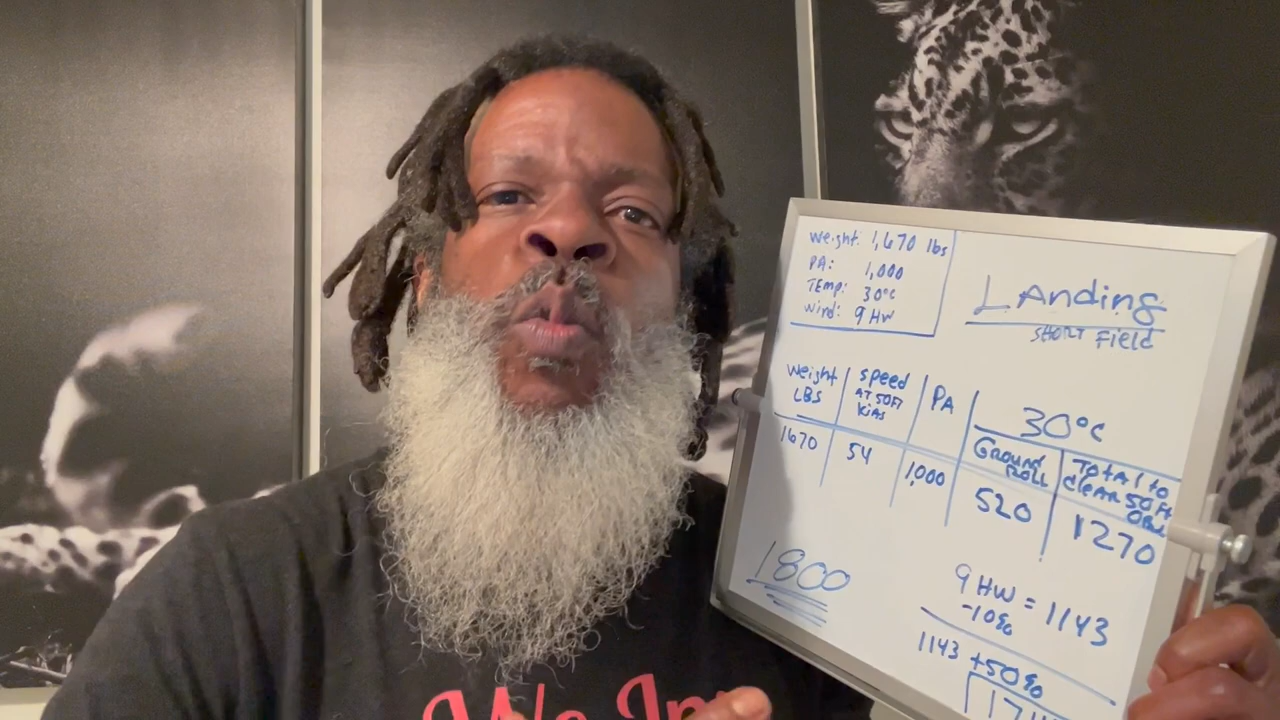 Weight: 1,670 lbs
PA: 1,000
TEmp: 30°C
Wind: 9 HW
LAnding
SHORT Field
Weight LBS
Speed AT 50FT KIAS
PA
30°C
GROUND ROLL
TOtAl to cleAR 50 Ft
1670
54
1,000
520
1270
1800
9 HW = 1143
-10%
1143 +50%
We